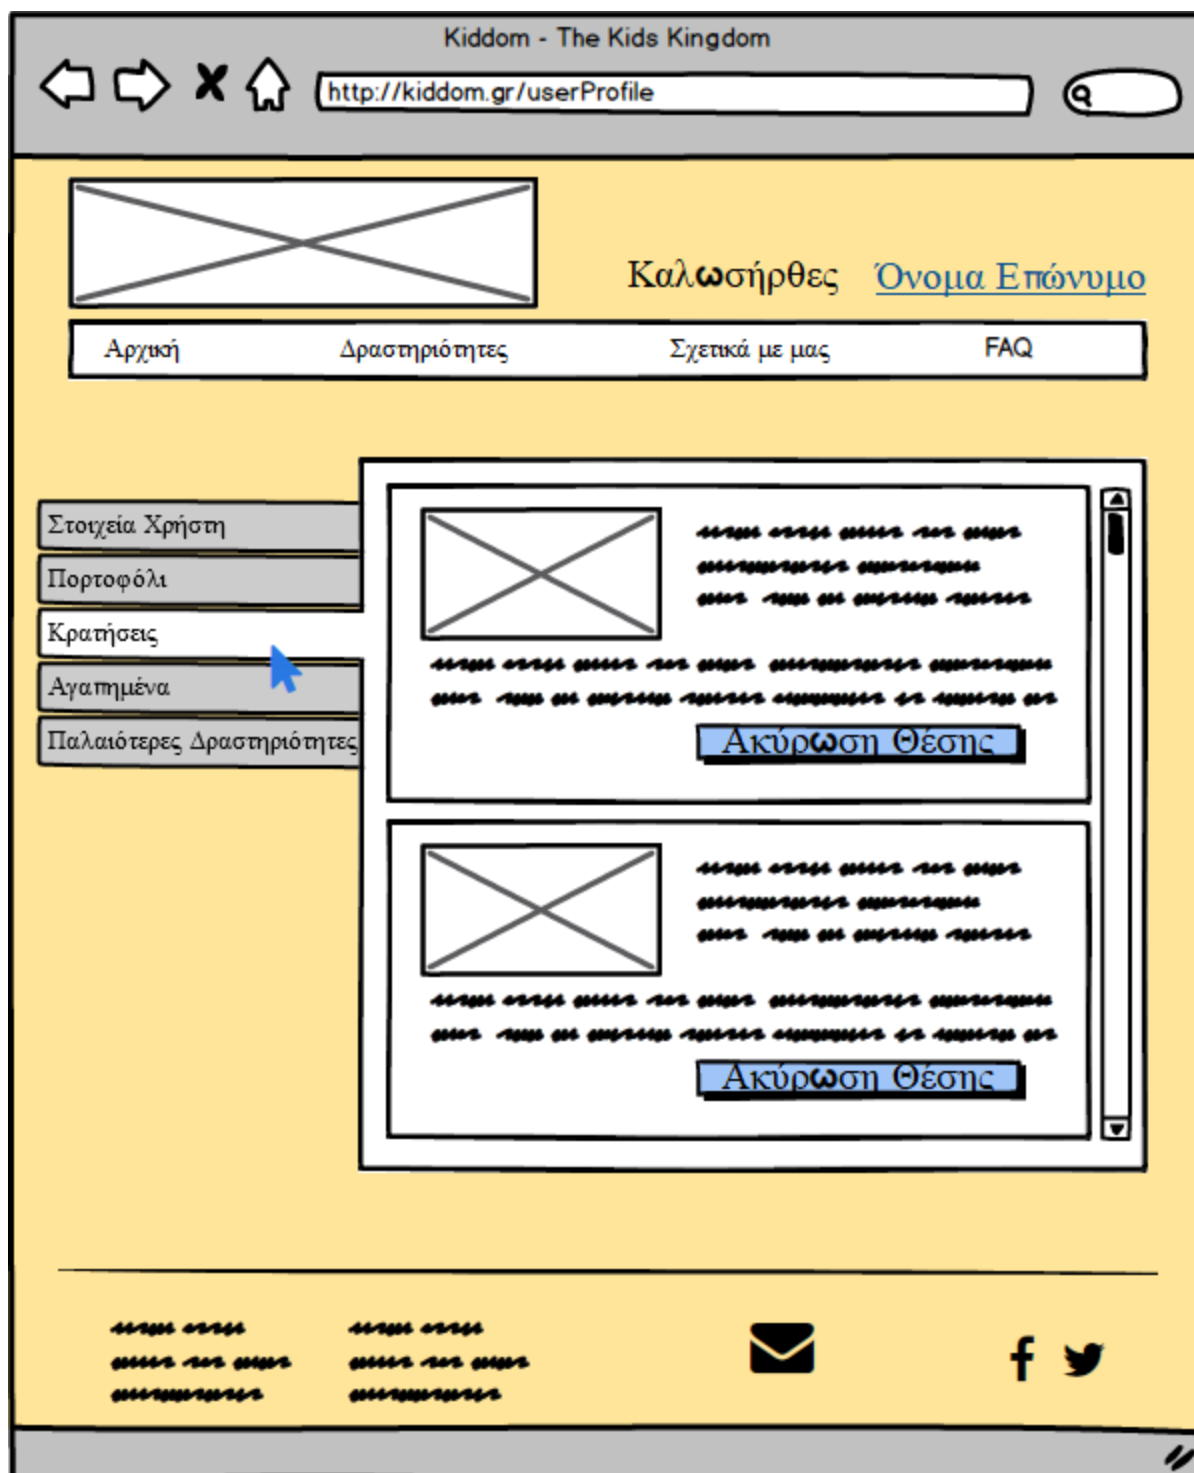 Kiddom - The Kids Kingdom
http://kiddom.gr/userProfile
Καλωσήρθες Όνομα Επώνυμο
Αρχική Δραστηριότητες Σχετικά με μας FAQ
Στοιχεία Χρήστη
Πορτοφόλι
Κρατήσεις
Αγαπημένα
Παλαιότερες Δραστηριότητες
Ακύρωση Θέσης
Ακύρωση Θέσης